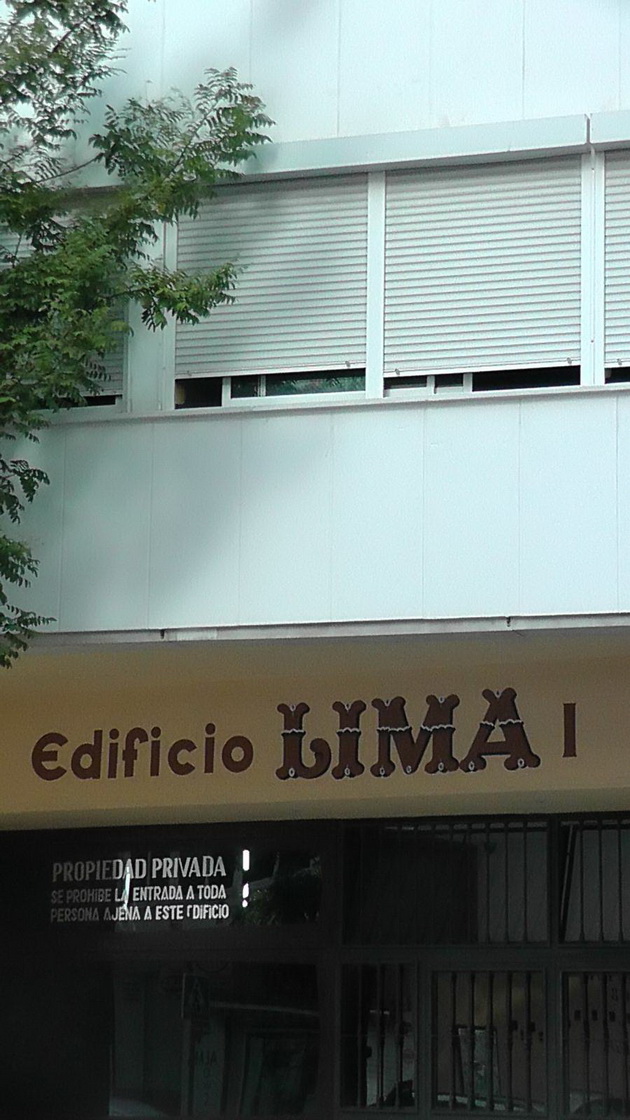 Edificio LIMA I
PROPIEDAD PRIVADA
SE PROHIBE LA ENTRADA A TODA
PERSONA AJENA A ESTE EDIFICIO